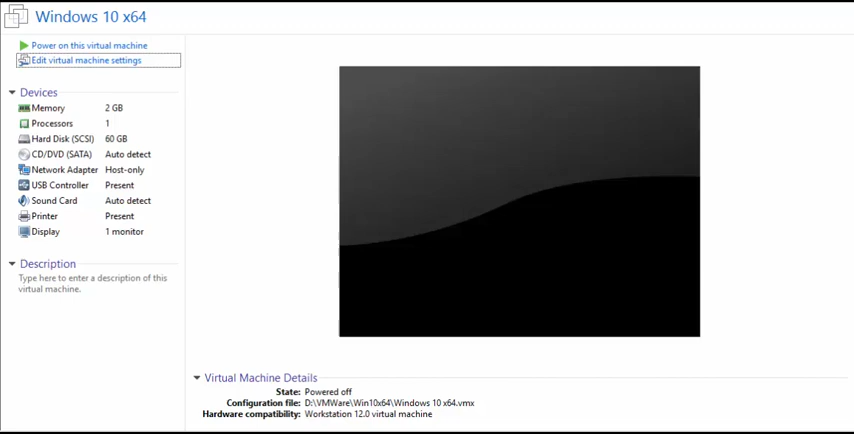 Windows 10 x64
Power on this virtual machine
Edit virtual machine settings
Devices
Memory 2 GB
Processors 1
Hard Disk (SCSI) 60 GB
CD/DVD (SATA) Auto detect
Network Adapter Host-only
USB Controller Present
Sound Card Auto detect
Printer Present
Display 1 monitor
Description
Type here to enter a description of this
virtual machine.
Virtual Machine Details
State: Powered off
Configuration file: D:\VMWare\Win10x64\Windows 10 x64.vmx
Hardware compatibility: Workstation 12.0 virtual machine